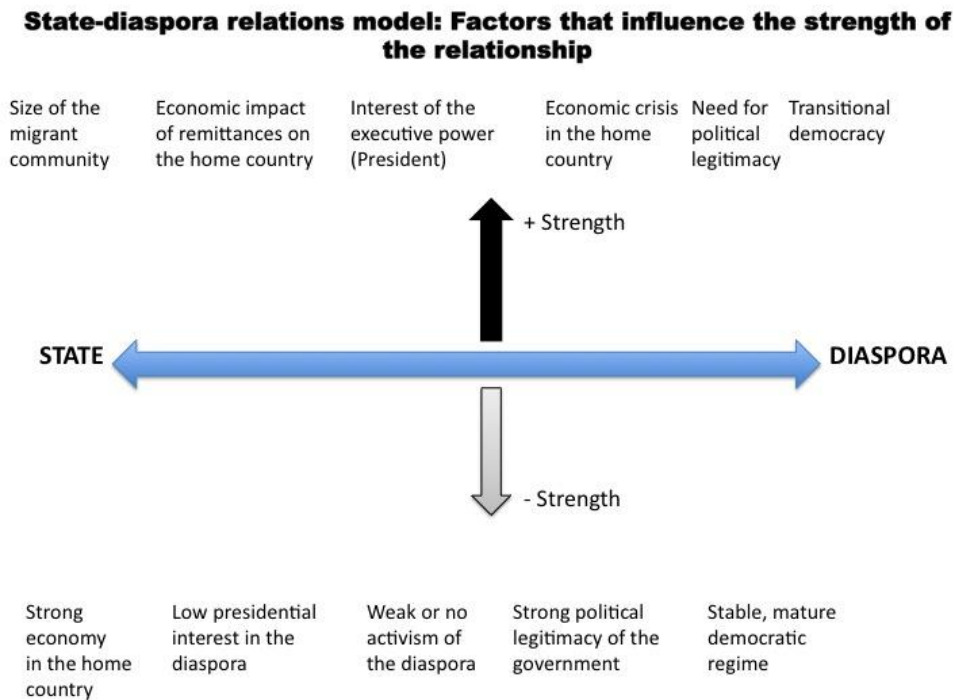 State-diaspora relations model: Factors that influence the strength of
the relationship
Size of the
migrant
community
Economic impact
of remittances on
the home country
Interest of the
executive power
(President)
Economic crisis
in the home
country
Need for
political
legitimacy
Transitional
democracy
+ Strength
STATE
DIASPORA
- Strength
Strong
economy
in the home
country
Low presidential
interest in the
diaspora
Weak or no
activism of
the diaspora
Strong political
legitimacy of the
government
Stable, mature
democratic
regime